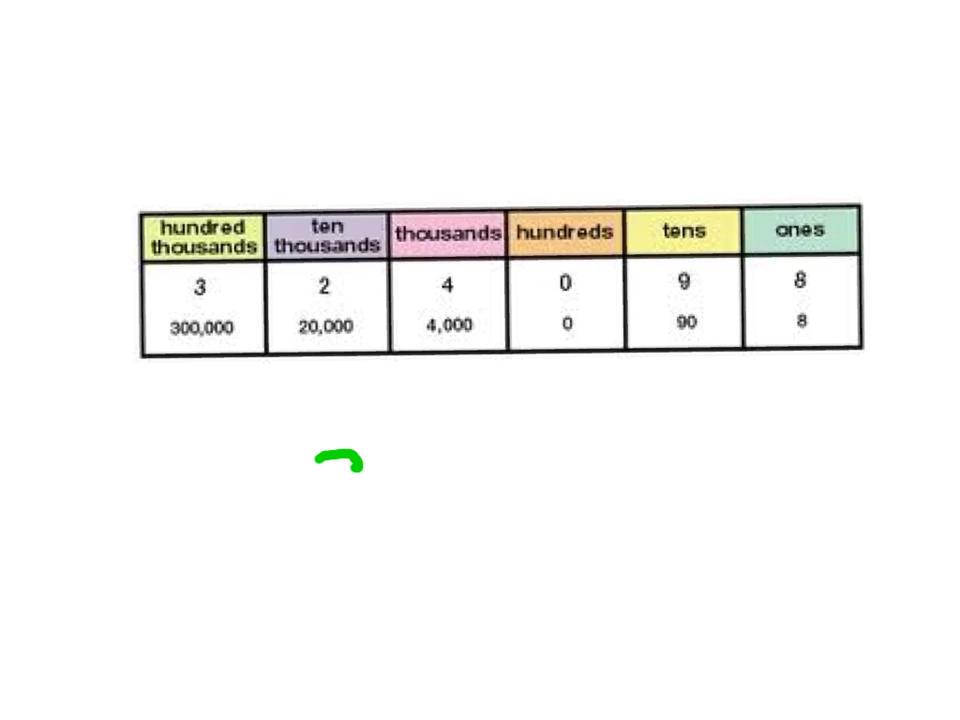 hundred thousands ten thousands thousands hundreds tens ones
3 2 4 0 9 8
300,000 20,000 4,000 0 90 8